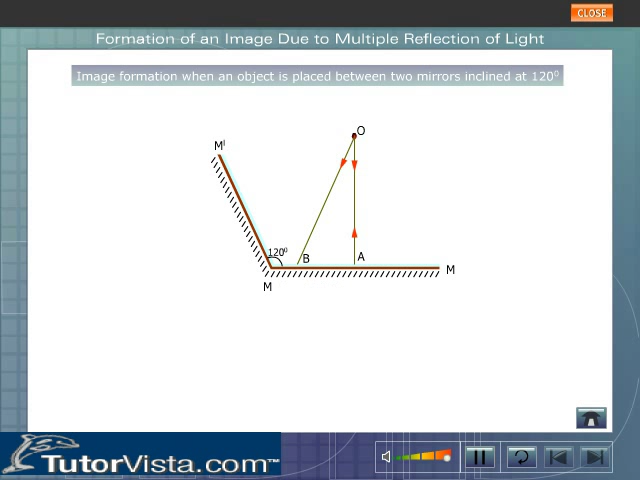 CLOSE
Formation of an Image Due to Multiple Reflection of Light
Image formation when an object is placed between two mirrors inclined at 120⁰
O
M'
120⁰
B
A
M
M
TutorVista.com™